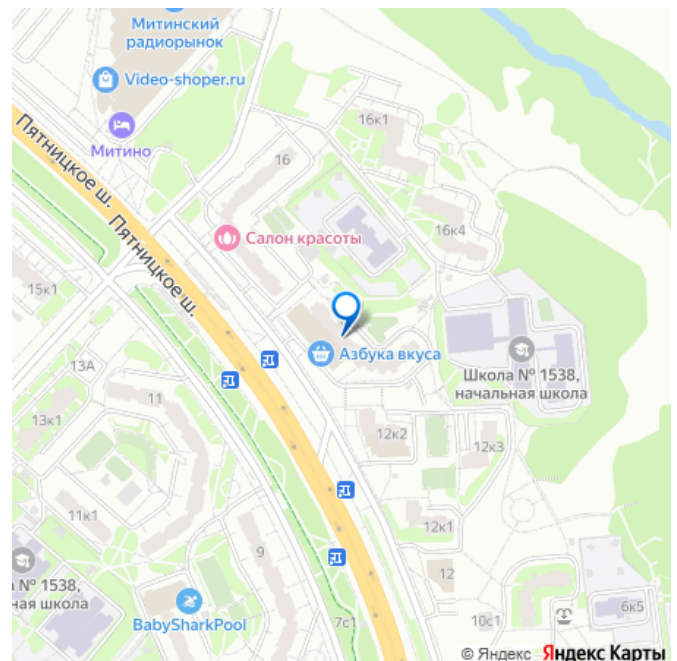 Митинский
радиорынок
Video-shoper.ru
Митино
Пятницкое ш. Пятницкое ш.
16к1
16
16к4
Салон красоты
15к1
Азбука вкуса
Школа № 1538,
начальная школа
13А
11
13к1
12к2
12к3
11к1
12к1
9
12
№ 1538,
ная школа
BabySharkPool
7с1
10с1
6к5
© Яндекс Яндекс Карты